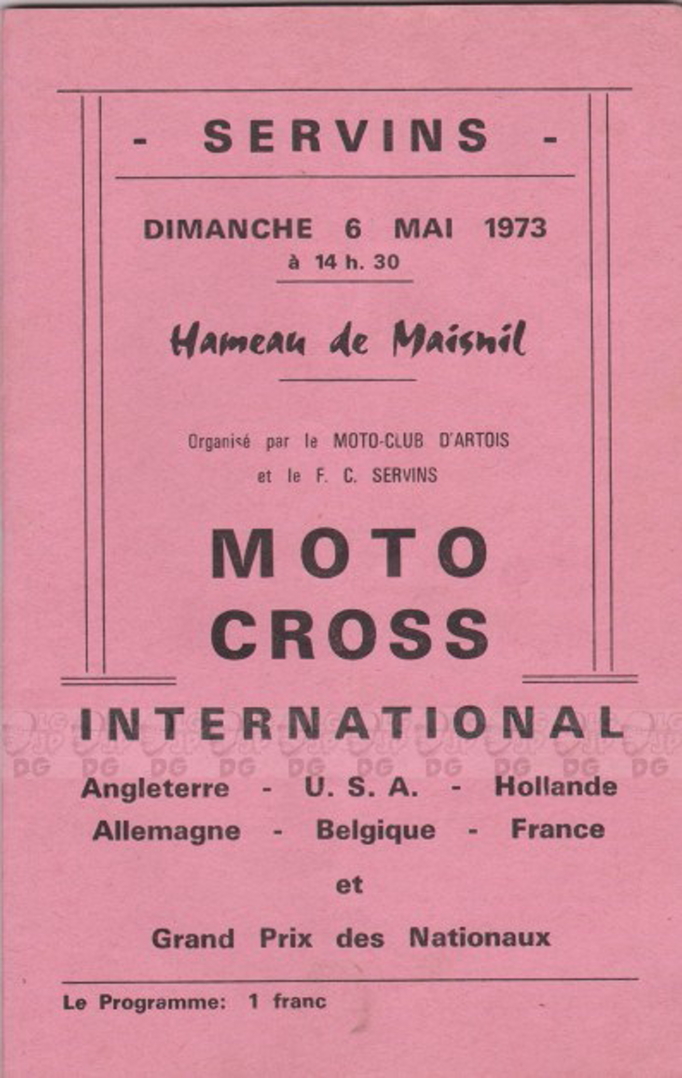 - SERVINS -
DIMANCHE 6 MAI 1973
à 14 h. 30
Hameau de Maisnil
Organisé par le MOTO-CLUB D'ARTOIS
et le F. C. SERVINS
MOTO
CROSS
INTERNATIONAL
Angleterre - U. S. A. - Hollande
Allemagne - Belgique - France
et
Grand Prix des Nationaux
Le Programme: 1 franc